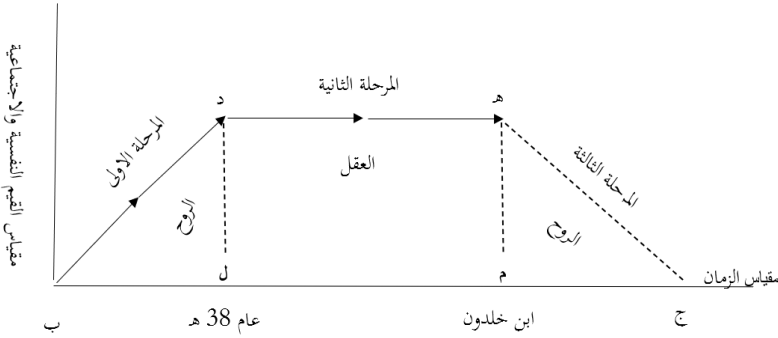 مقياس القيم النفسية والاجتماعية
المرحلة الثانية
د
هـ
المرحلة الاولى
العقل
المرحلة الثالثة
الروح
الروح
ل
م
مقياس الزمان
ب
عام 38 هـ
ابن خلدون
ج